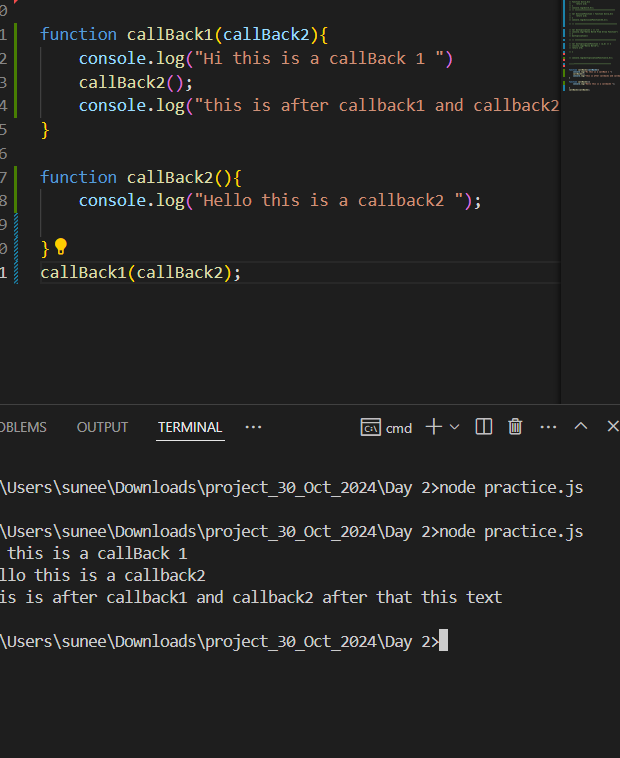 0
1 function callBack1(callBack2){
2 console.log("Hi this is a callBack 1 ")
3 callBack2();
4 console.log("this is after callback1 and callback2
5 }
6
7 function callBack2(){
8 console.log("Hello this is a callback2 ");
9
0 }
1 callBack1(callBack2);
OBLEMS OUTPUT TERMINAL ··· cmd
\Users\sunee\Downloads\project_30_Oct_2024\Day 2>node practice.js
\Users\sunee\Downloads\project_30_Oct_2024\Day 2>node practice.js
this is a callBack 1
llo this is a callback2
is is after callback1 and callback2 after that this text
\Users\sunee\Downloads\project_30_Oct_2024\Day 2>